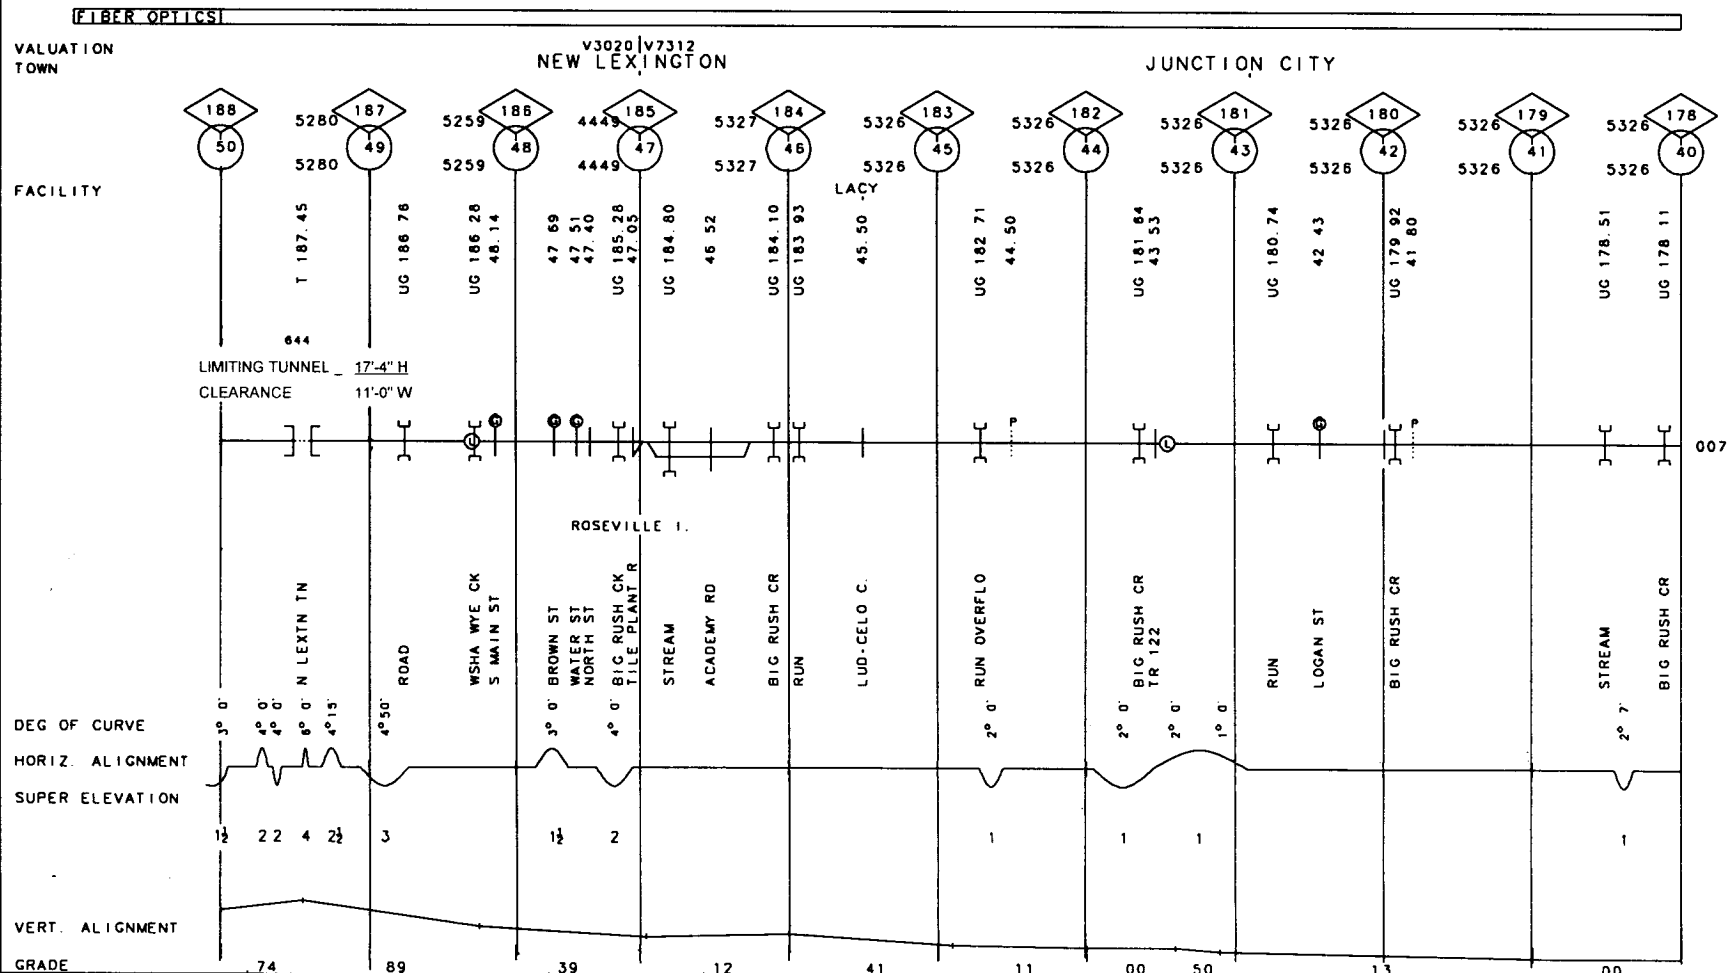 FIBER OPTICS
VALUATION V3020 V7312
TOWN NEW LEXINGTON JUNCTION CITY
188 187 186 185 184 183 182 181 180 179 178
5280 5259 4449 5327 5326 5326 5326 5326 5326 5326
50 49 48 47 46 45 44 43 42 41 40
5280 5259 4449 5327 5326 5326 5326 5326 5326 5326
FACILITY LACY
T 187.45
UG 186 76
UG 186 28
48.14
47 69
47 51
47.40
UG 185.28
47.05
UG 184.80
46 52
UG 184.10
UG 183 93
45.50
UG 182 71
44.50
UG 181 64
43 53
UG 180.74
42 43
UG 179 92
41 80
UG 178.51
UG 178 11
644
LIMITING TUNNEL _ 17'-4" H
CLEARANCE 11'-0" W
L G G G P L G P
007
ROSEVILLE I.
N LEXTN TN
ROAD
WSHA WYE CK
S MAIN ST
BROWN ST
WATER ST
NORTH ST
BIG RUSH CK
TILE PLANT R
STREAM
ACADEMY RD
BIG RUSH CR
RUN
LUD-CELO C.
RUN OVERFLO
BIG RUSH CR
TR 122
RUN
LOGAN ST
BIG RUSH CR
STREAM
BIG RUSH CR
DEG OF CURVE 3° 0' 4° 0' 4° 0' 6° 0' 4° 15' 4° 50' 3° 0' 4° 0' 2° 0' 2° 0' 2° 0' 1° 0' 2° 7'
HORIZ. ALIGNMENT
SUPER ELEVATION
1½ 2 2 4 2½ 3 1½ 2 1 1 1 1
VERT. ALIGNMENT
GRADE .74 89 .39 .12 .41 .11 .00 .50 .13 .00